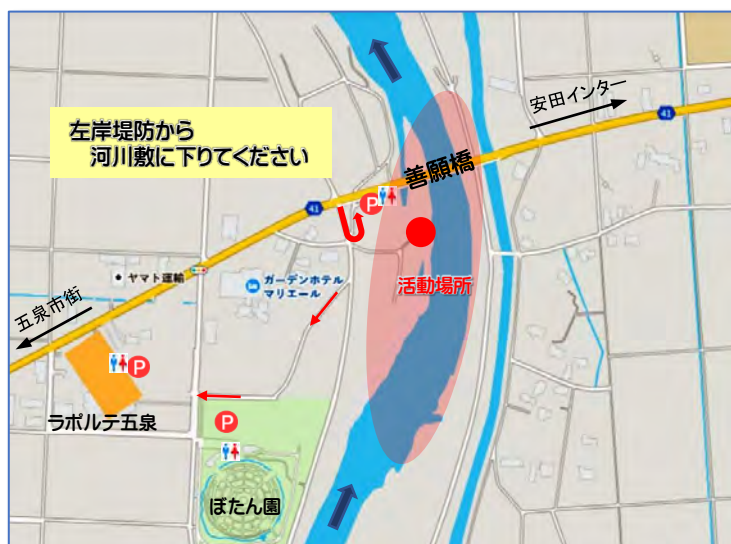 左岸堤防から
河川敷に下りてください
安田インター
41
善願橋
P
41
活動場所
ヤマト運輸
ガーデンホテル
マリエール
五泉市街
P
ラポルテ五泉
P
ぼたん園